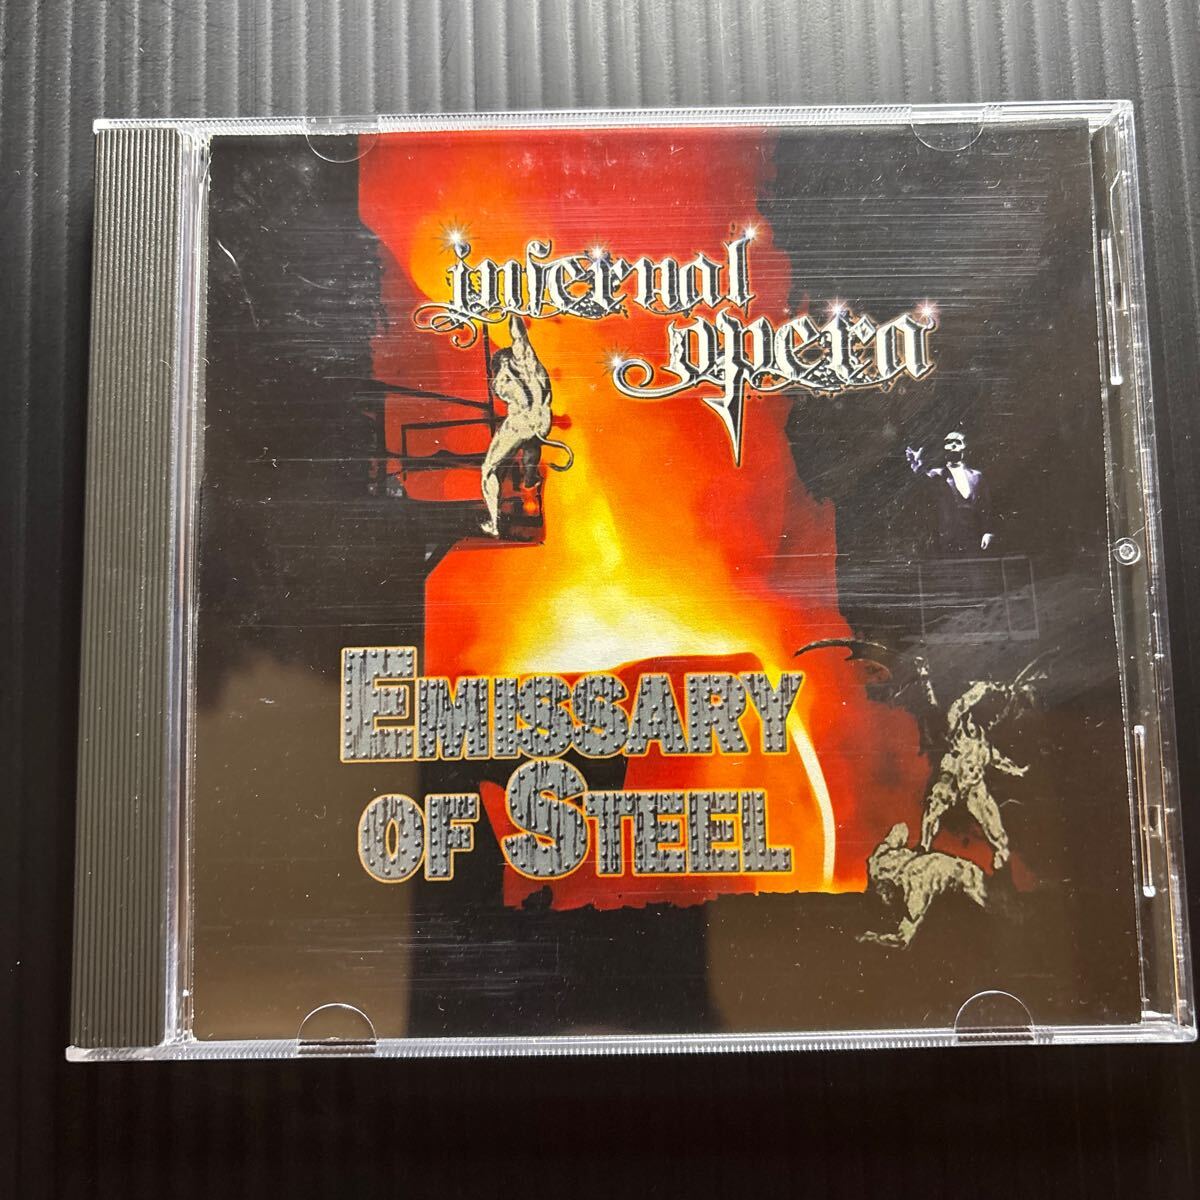 infernal
opera
EMISSARY
OF STEEL